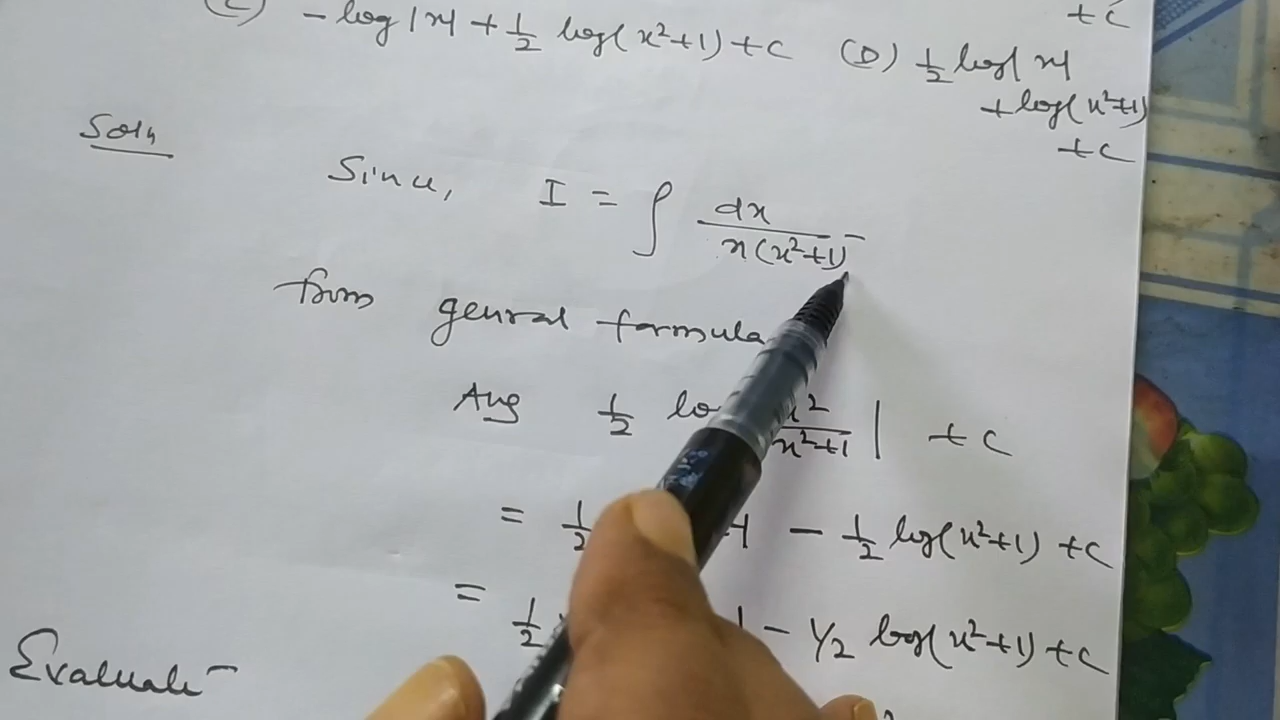 - log |x| + 1/2 log(x²+1) + c (D) 1/2 log |x|
+ c
+ log(x²+1)
+ c
Soln
Since, I = ∫ dx / x(x²+1)
from general formula
Ang 1/2 x² / x²+1 | + c
= 1/2 - 1/2 log(x²+1) + c
= 1/2 - 1/2 log(x²+1) + c
Evaluate -